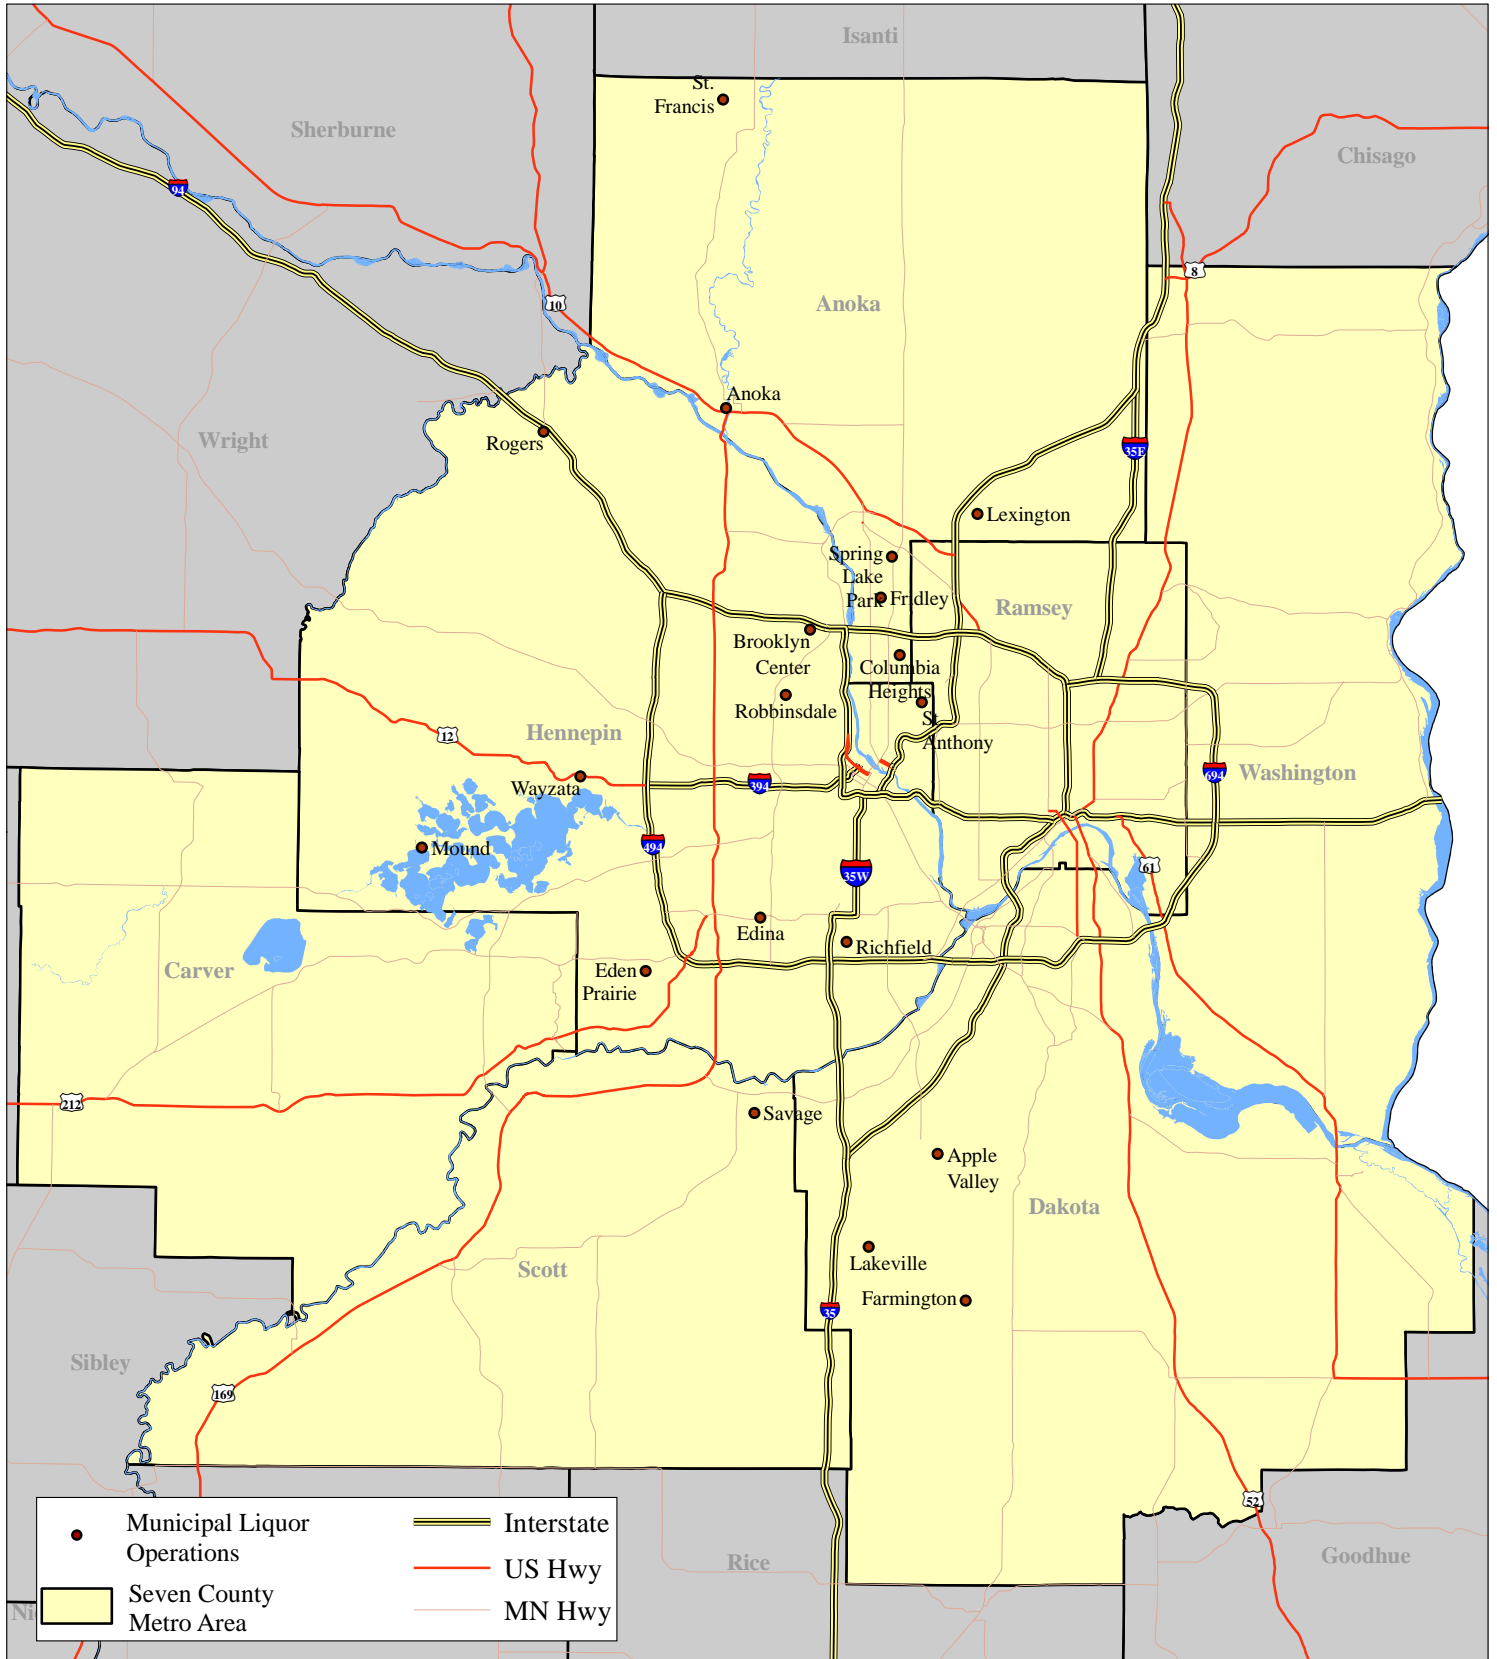 Isanti
St.
Francis
Sherburne
Chisago
94
8
10
Anoka
Anoka
Rogers
Wright
35E
Lexington
Spring
Lake
Park
Fridley
Ramsey
Brooklyn
Center
Columbia
Heights
Robbinsdale
St.
Anthony
12
Hennepin
Wayzata
394
694
Washington
Mound
494
35W
61
Edina
Richfield
Carver
Eden
Prairie
212
Savage
Apple
Valley
Dakota
Lakeville
Scott
Farmington
35
Sibley
169
52
Municipal Liquor
Operations
Seven County
Metro Area
Interstate
US Hwy
MN Hwy
Rice
Goodhue